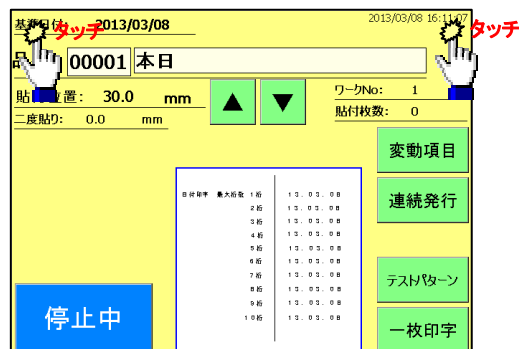 基準日付 2013/03/08
2013/03/08 16:11:07
タッチ
タッチ
品 00001 本日
貼 位置: 30.0 mm
▲ ▼
ワークNo: 1
二度貼り: 0.0 mm
貼付枚数: 0
変動項目
連続発行
テストパターン
一枚印字
停止中
日付印字 最大桁数 1桁 13.03.08
2桁 13.03.08
3桁 13.03.08
4桁 13.03.08
5桁 13.03.08
6桁 13.03.08
7桁 13.03.08
8桁 13.03.08
9桁 13.03.08
10桁 13.03.08